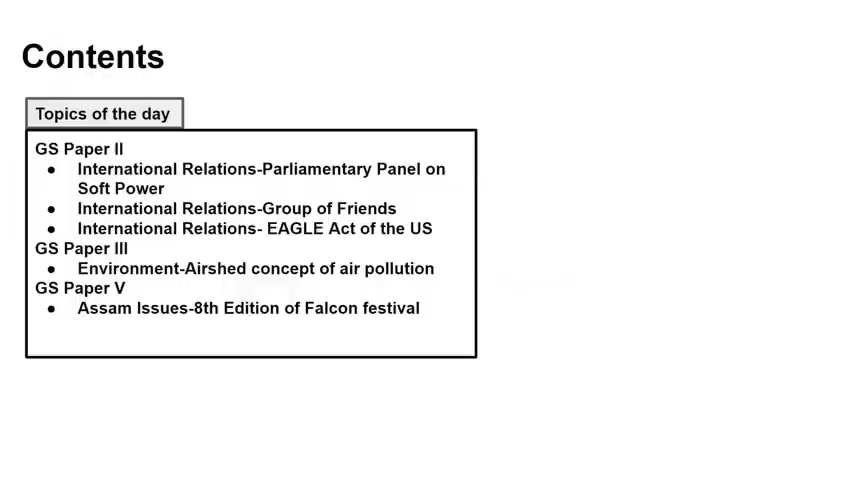 Contents
Topics of the day
GS Paper II
● International Relations-Parliamentary Panel on
Soft Power
● International Relations-Group of Friends
● International Relations- EAGLE Act of the US
GS Paper III
● Environment-Airshed concept of air pollution
GS Paper V
● Assam Issues-8th Edition of Falcon festival